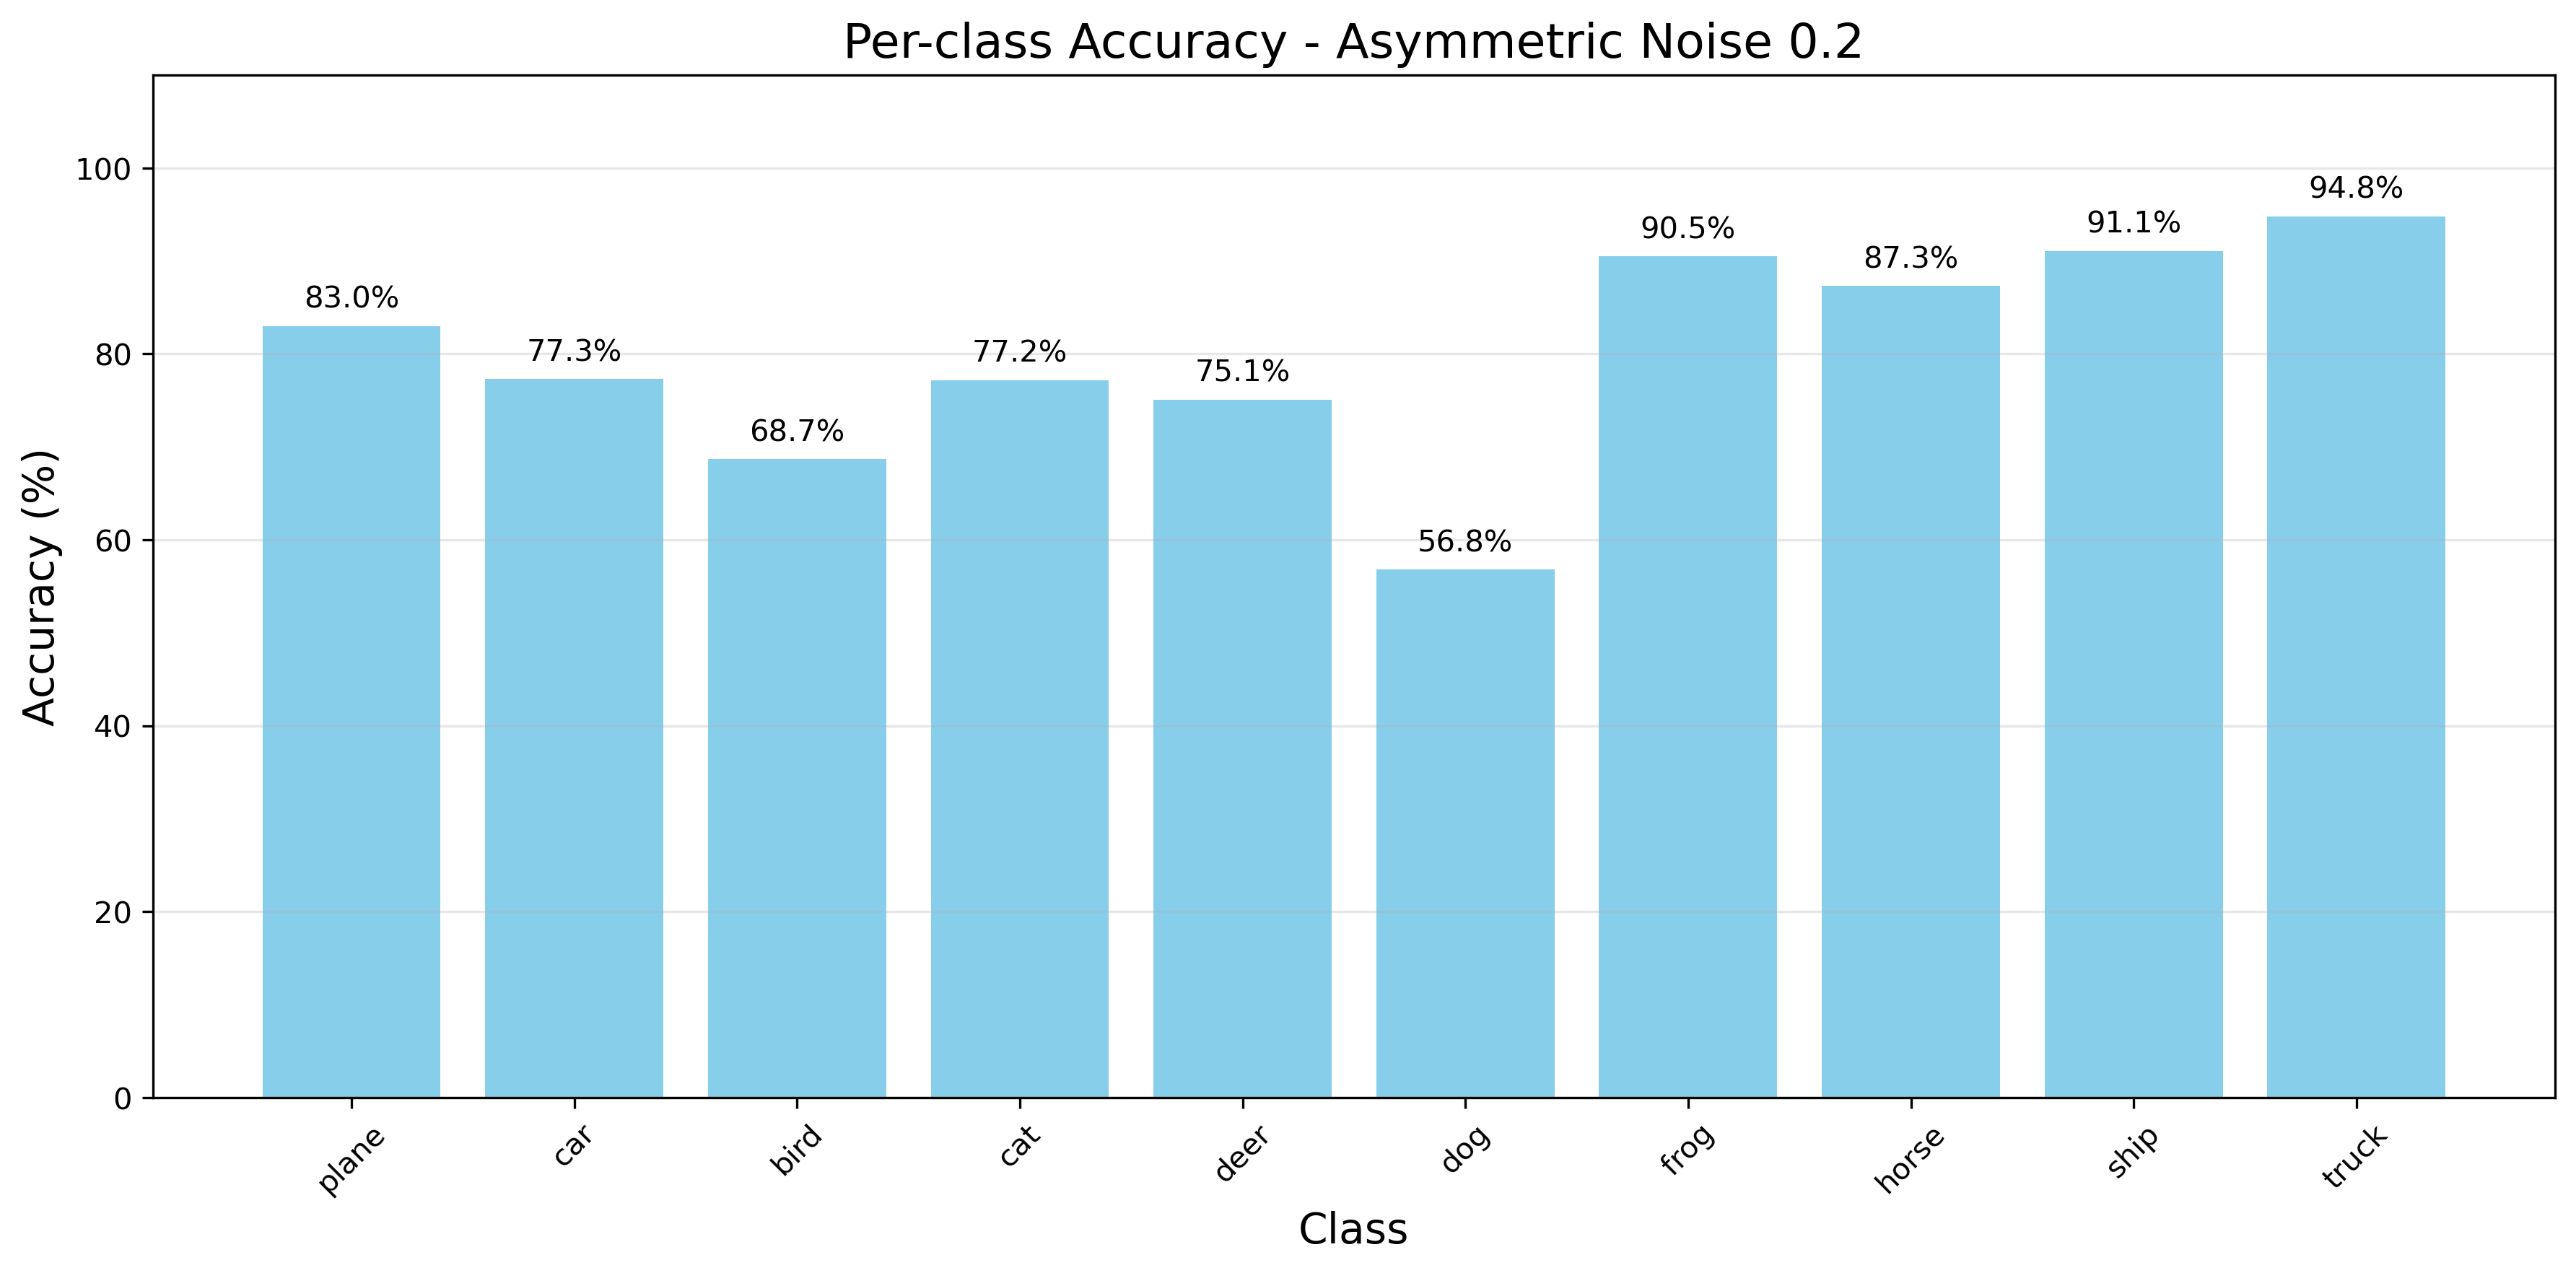 Per-class Accuracy - Asymmetric Noise 0.2
Accuracy (%)
100
80
60
40
20
0
83.0%
77.3%
68.7%
77.2%
75.1%
56.8%
90.5%
87.3%
91.1%
94.8%
plane
car
bird
cat
deer
dog
frog
horse
ship
truck
Class